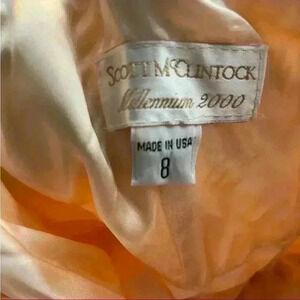 SCOTT McCLINTOCK
Millennium 2000
MADE IN USA
8